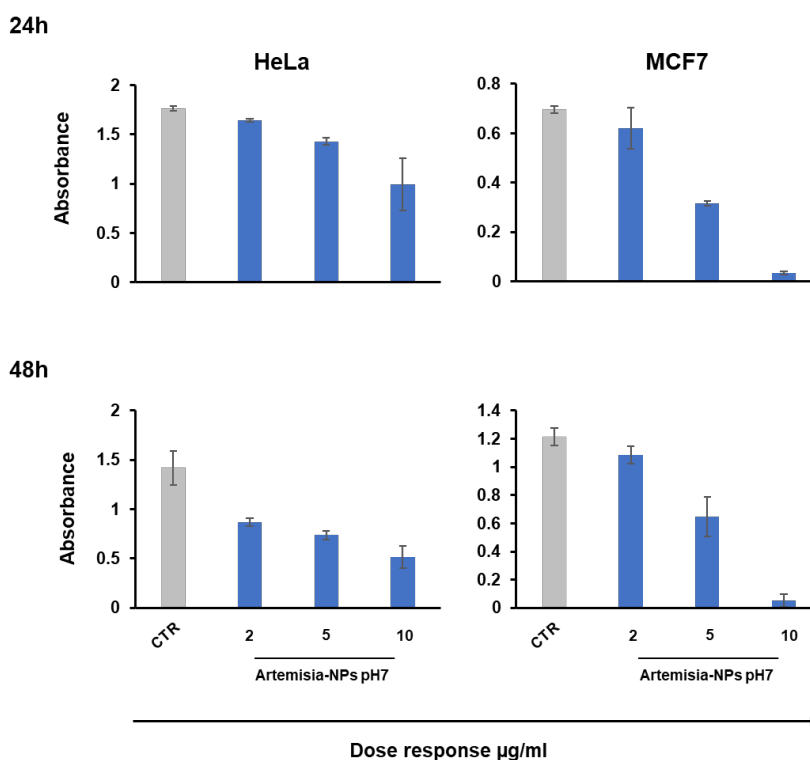 24h
HeLa
MCF7
Absorbance
2
1.5
1
0.5
0
0.8
0.6
0.4
0.2
0
48h
Absorbance
2
1.5
1
0.5
0
CTR 2 5 10
Artemisia-NPs pH7
1.4
1.2
1
0.8
0.6
0.4
0.2
0
CTR 2 5 10
Artemisia-NPs pH7
Dose response µg/ml